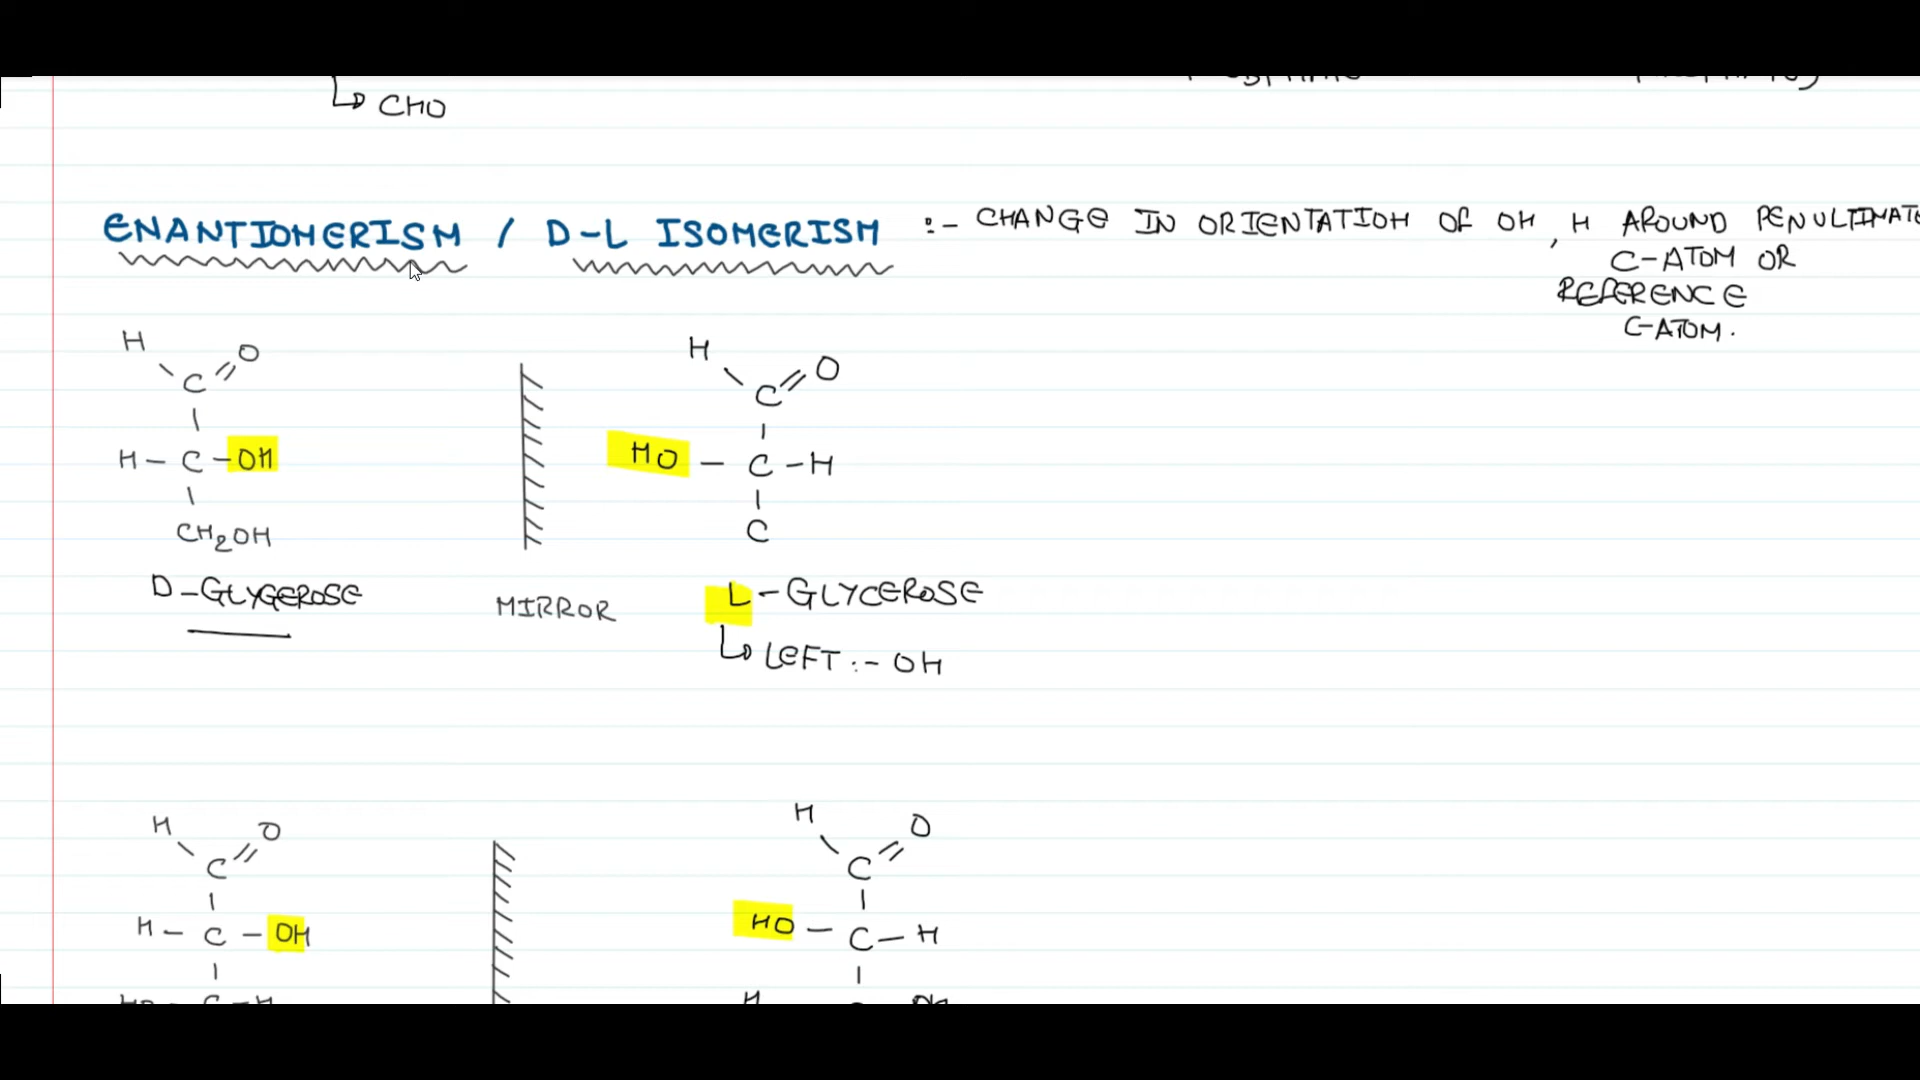 CHO
ENANTIOMERISM / D-L ISOMERISM :- CHANGE IN ORIENTATION OF OH, H AROUND PENULTIMATE
C-ATOM OR
REFERENCE
C-ATOM.
H O H O
C C
H-C-OH HO-C-H
CH2OH C
D-GLYCEROSE MIRROR L-GLYCEROSE
LEFT :- OH
H O H O
C C
H-C-OH HO-C-H